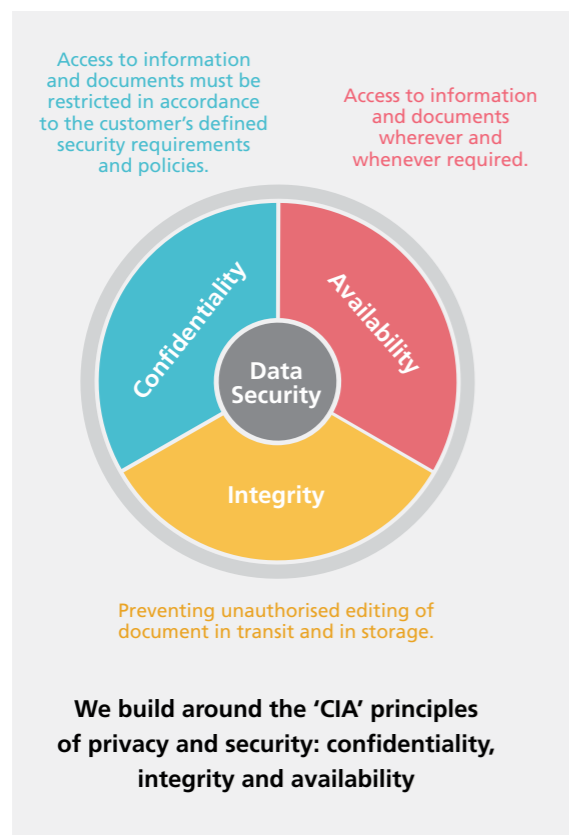 Access to information
and documents must be
restricted in accordance
to the customer’s defined
security requirements
and policies.
Access to information
and documents
wherever and
whenever required.
Confidentiality
Availability
Data
Security
Integrity
Preventing unauthorised editing of
document in transit and in storage.
We build around the ‘CIA’ principles
of privacy and security: confidentiality,
integrity and availability